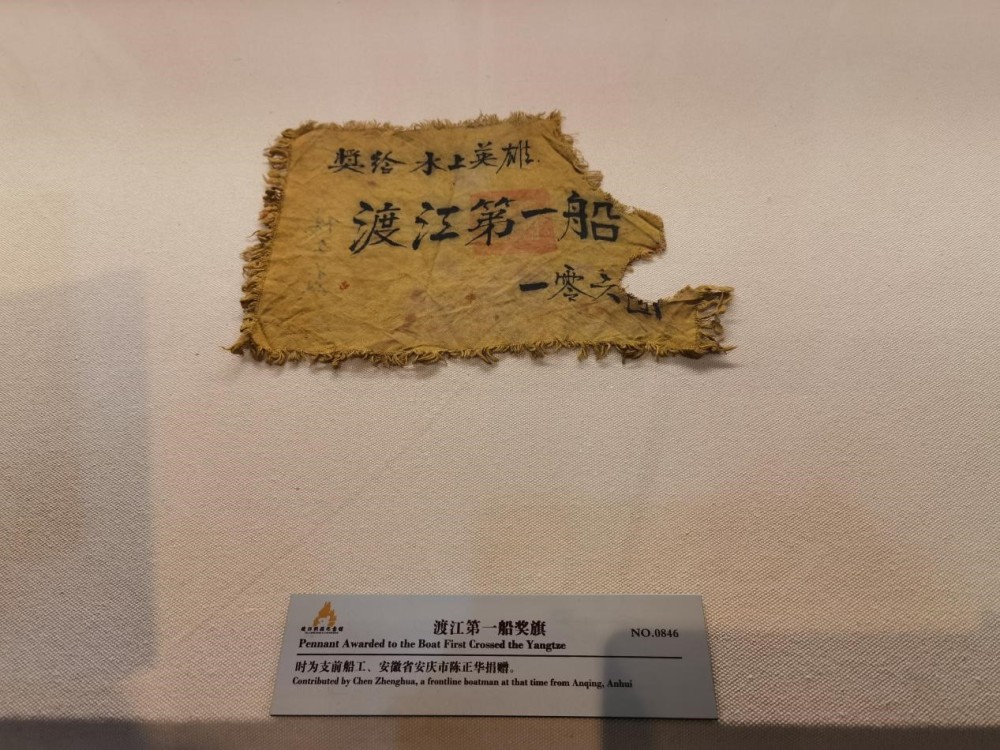 獎给 水上英雄.
渡江第一船
一零六
渡江第一船奖旗
NO.0846
Pennant Awarded to the Boat First Crossed the Yangtze
时为支前船工、安徽省安庆市陈正华捐赠。
Contributed by Chen Zhenghua, a frontline boatman at that time from Anqing, Anhui